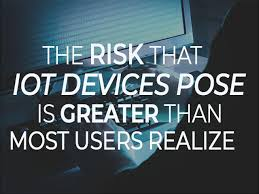 THE RISK THAT
IOT DEVICES POSE
IS GREATER THAN
MOST USERS REALIZE